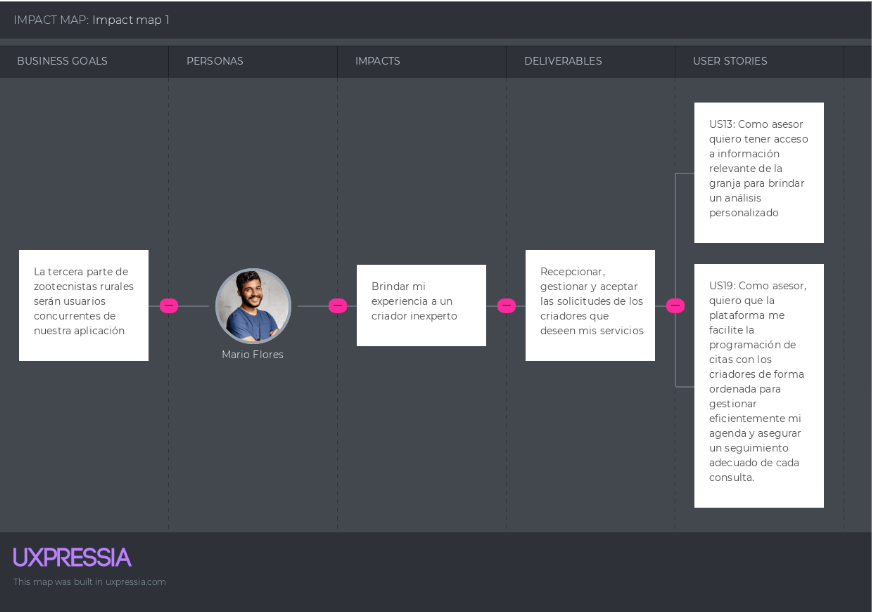 IMPACT MAP: Impact map 1
BUSINESS GOALS
PERSONAS
IMPACTS
DELIVERABLES
USER STORIES
La tercera parte de
zootecnistas rurales
serán usuarios
concurrentes de
nuestra aplicación
Mario Flores
Brindar mi
experiencia a un
criador inexperto
Recepcionar,
gestionar y aceptar
las solicitudes de los
criadores que
deseen mis servicios
US13: Como asesor
quiero tener acceso
a información
relevante de la
granja para brindar
un análisis
personalizado
US19: Como asesor,
quiero que la
plataforma me
facilite la
programación de
citas con los
criadores de forma
ordenada para
gestionar
eficientemente mi
agenda y asegurar
un seguimiento
adecuado de cada
consulta.
UXPRESSIA
This map was built in uxpressia.com